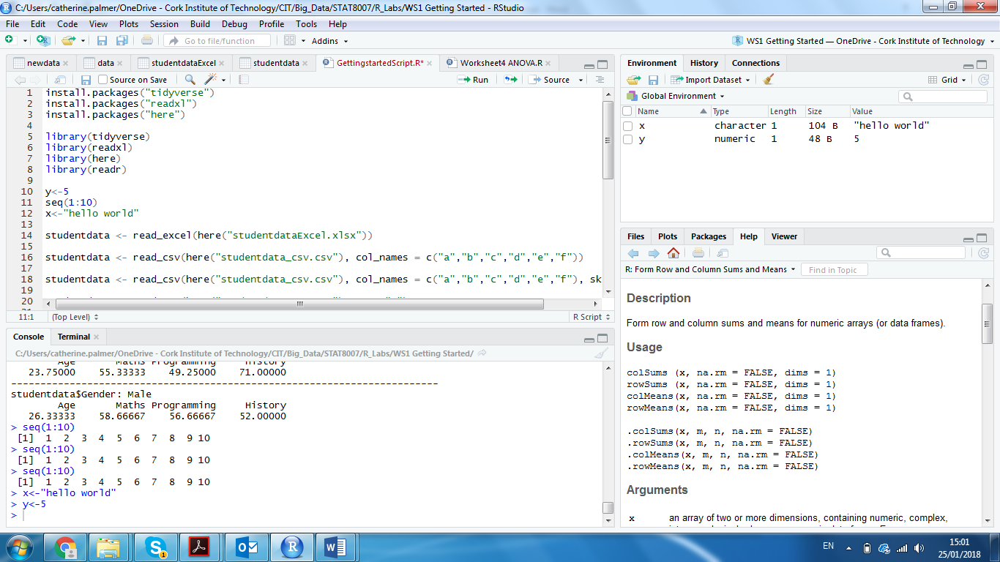 C:/Users/catherine.palmer/OneDrive - Cork Institute of Technology/CIT/Big_Data/STAT8007/R_Labs/WS1 Getting Started - RStudio
File Edit Code View Plots Session Build Debug Profile Tools Help
Go to file/function Addins WS1 Getting Started — OneDrive - Cork Institute of Technology
newdata data studentdataExcel studentdata GettingstartedScript.R* Worksheet4 ANOVA.R
Source on Save Run Source
1 install.packages("tidyverse")
2 install.packages("readxl")
3 install.packages("here")
4
5 library(tidyverse)
6 library(readxl)
7 library(here)
8 library(readr)
9
10 y<-5
11 seq(1:10)
12 x<-"hello world"
13
14 studentdata <- read_excel(here("studentdataExcel.xlsx"))
15
16 studentdata <- read_csv(here("studentdata_csv.csv"), col_names = c("a","b","c","d","e","f"))
17
18 studentdata <- read_csv(here("studentdata_csv.csv"), col_names = c("a","b","c","d","e","f"), sk
19
20
11:1 (Top Level) R Script
Console Terminal
C:/Users/catherine.palmer/OneDrive - Cork Institute of Technology/CIT/Big_Data/STAT8007/R_Labs/WS1 Getting Started/
Age Maths Programming History
23.75000 55.33333 49.25000 71.00000
------------------------------------------------------------------------
studentdata$Gender: Male
Age Maths Programming History
26.33333 58.66667 56.66667 52.00000
> seq(1:10)
[1] 1 2 3 4 5 6 7 8 9 10
> seq(1:10)
[1] 1 2 3 4 5 6 7 8 9 10
> seq(1:10)
[1] 1 2 3 4 5 6 7 8 9 10
> x<-"hello world"
> y<-5
>
Environment History Connections
Import Dataset Grid
Global Environment
Name Type Length Size Value
x character 1 104 B "hello world"
y numeric 1 48 B 5
Files Plots Packages Help Viewer
R: Form Row and Column Sums and Means Find in Topic
Description
Form row and column sums and means for numeric arrays (or data frames).
Usage
colSums (x, na.rm = FALSE, dims = 1)
rowSums (x, na.rm = FALSE, dims = 1)
colMeans(x, na.rm = FALSE, dims = 1)
rowMeans(x, na.rm = FALSE, dims = 1)
.colSums(x, m, n, na.rm = FALSE)
.rowSums(x, m, n, na.rm = FALSE)
.colMeans(x, m, n, na.rm = FALSE)
.rowMeans(x, m, n, na.rm = FALSE)
Arguments
x an array of two or more dimensions, containing numeric, complex,
EN 15:01
25/01/2018